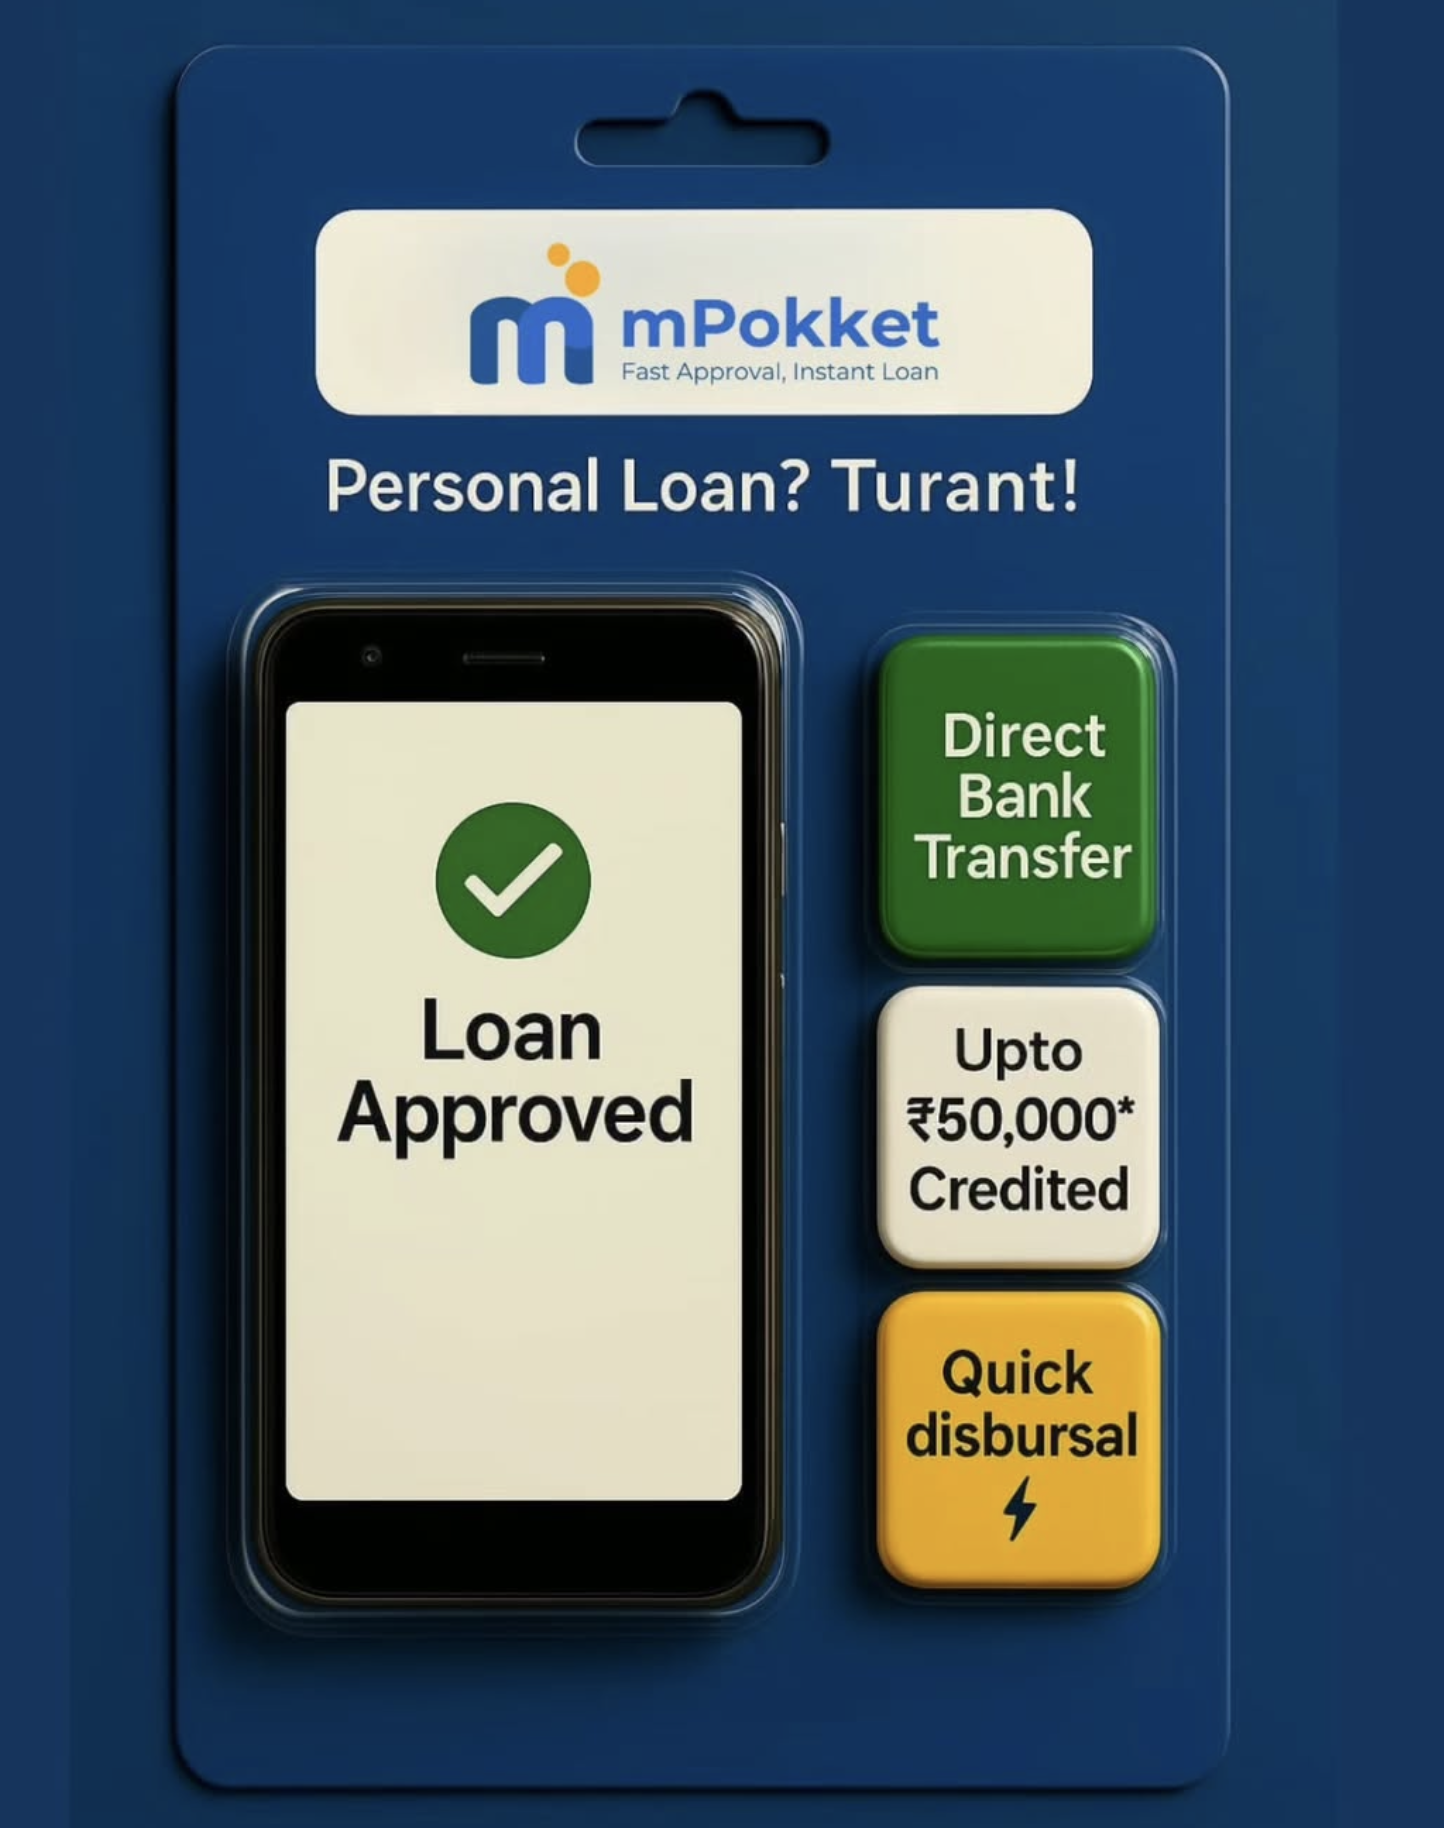 mPokket
Fast Approval, Instant Loan
Personal Loan? Turant!
Loan
Approved
Direct
Bank
Transfer
Upto
₹50,000*
Credited
Quick
disbursal